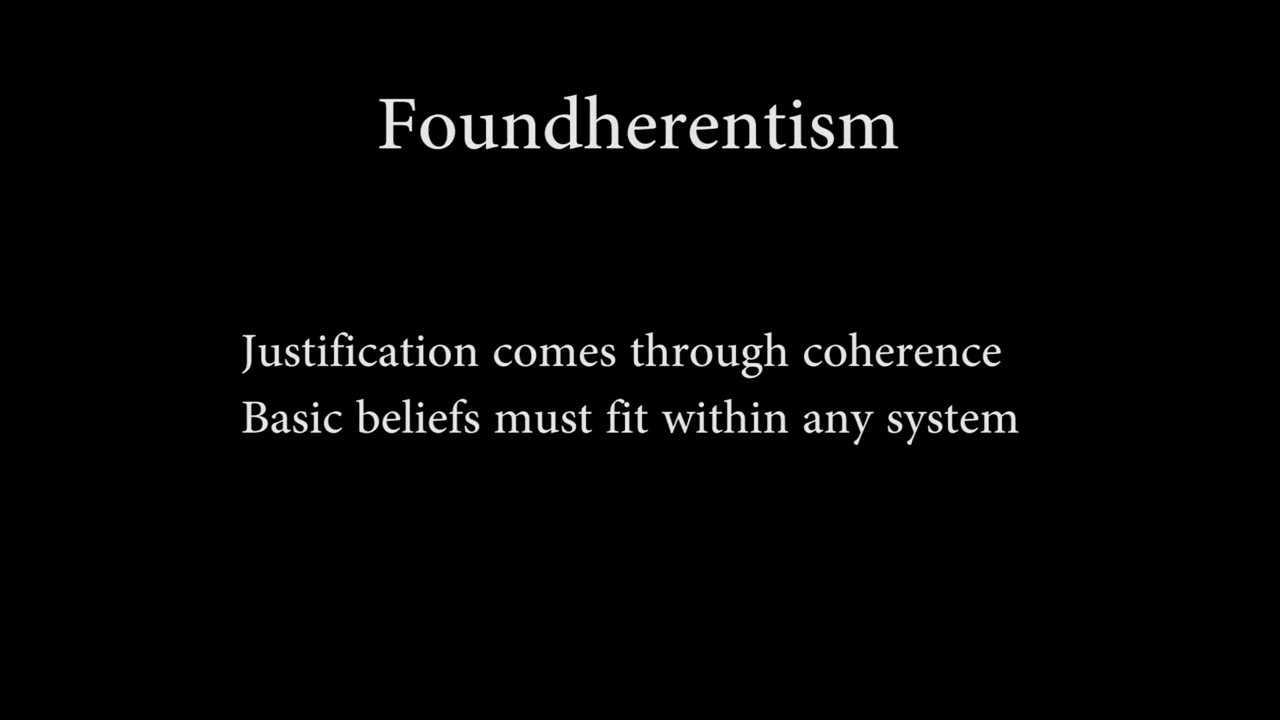 Foundherentism
Justification comes through coherence
Basic beliefs must fit within any system